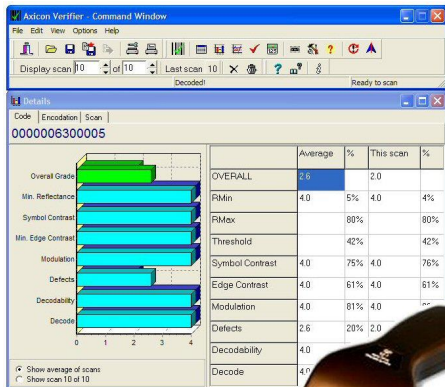 Axicon Verifier - Command Window
File Edit View Options Help
Display scan 10 of 10 Last scan 10
Decoded! Ready to scan
Details
Code Encodation Scan
0000006300005
Average % This scan %
Overall Grade
Min. Reflectance
Symbol Contrast
Min. Edge Contrast
Modulation
Defects
Decodability
Decode
0 1 2 3 4
OVERALL 2.6 2.0
RMin 4.0 5% 4.0 4%
RMax 80% 80%
Threshold 42% 42%
Symbol Contrast 4.0 75% 4.0 76%
Edge Contrast 4.0 61% 4.0 61%
Modulation 4.0 81% 4.0
Defects 2.6 20% 2.0
Decodability 4.0
Decode 4.0
Show average of scans
Show scan 10 of 10